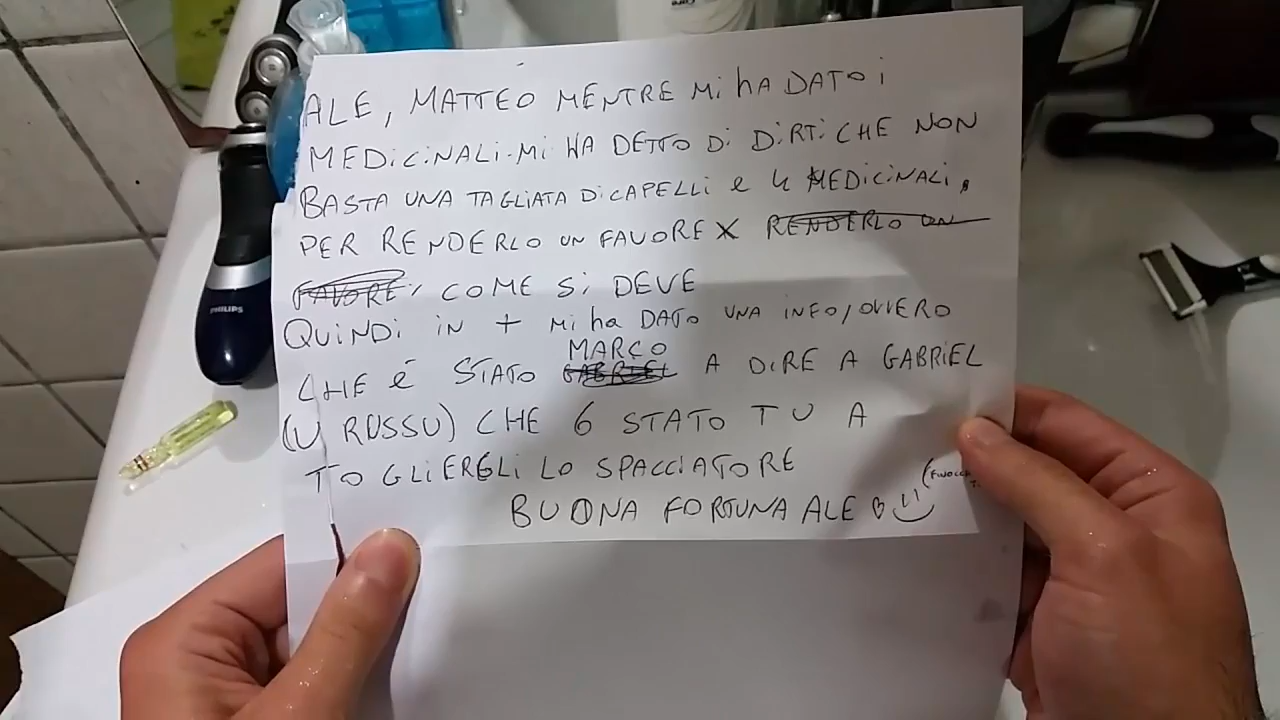 ALE, MATTEO MENTRE Mi hA DATO i
MEDiCiNALi. Mi HA DETTO Di DiRTi CHE NON
BASTA UNA TAGLIATA Di CAPELLi e 4 MEDICINALi,
PER RENDERLO UN FAVORE X RENDERLO UN
FAVORE, COME Si DEVE
QUINDI iN + Mi ha DATO UNA iNFO/OVVERO
CHE é STATO GABRIEL MARCO A DIRE A GABRIEL
(U ROSSU) CHE 6 STATO TU A
TOGLIERGLI LO SPACCIATORE
BUONA FORTUNA ALE
PHILIPS